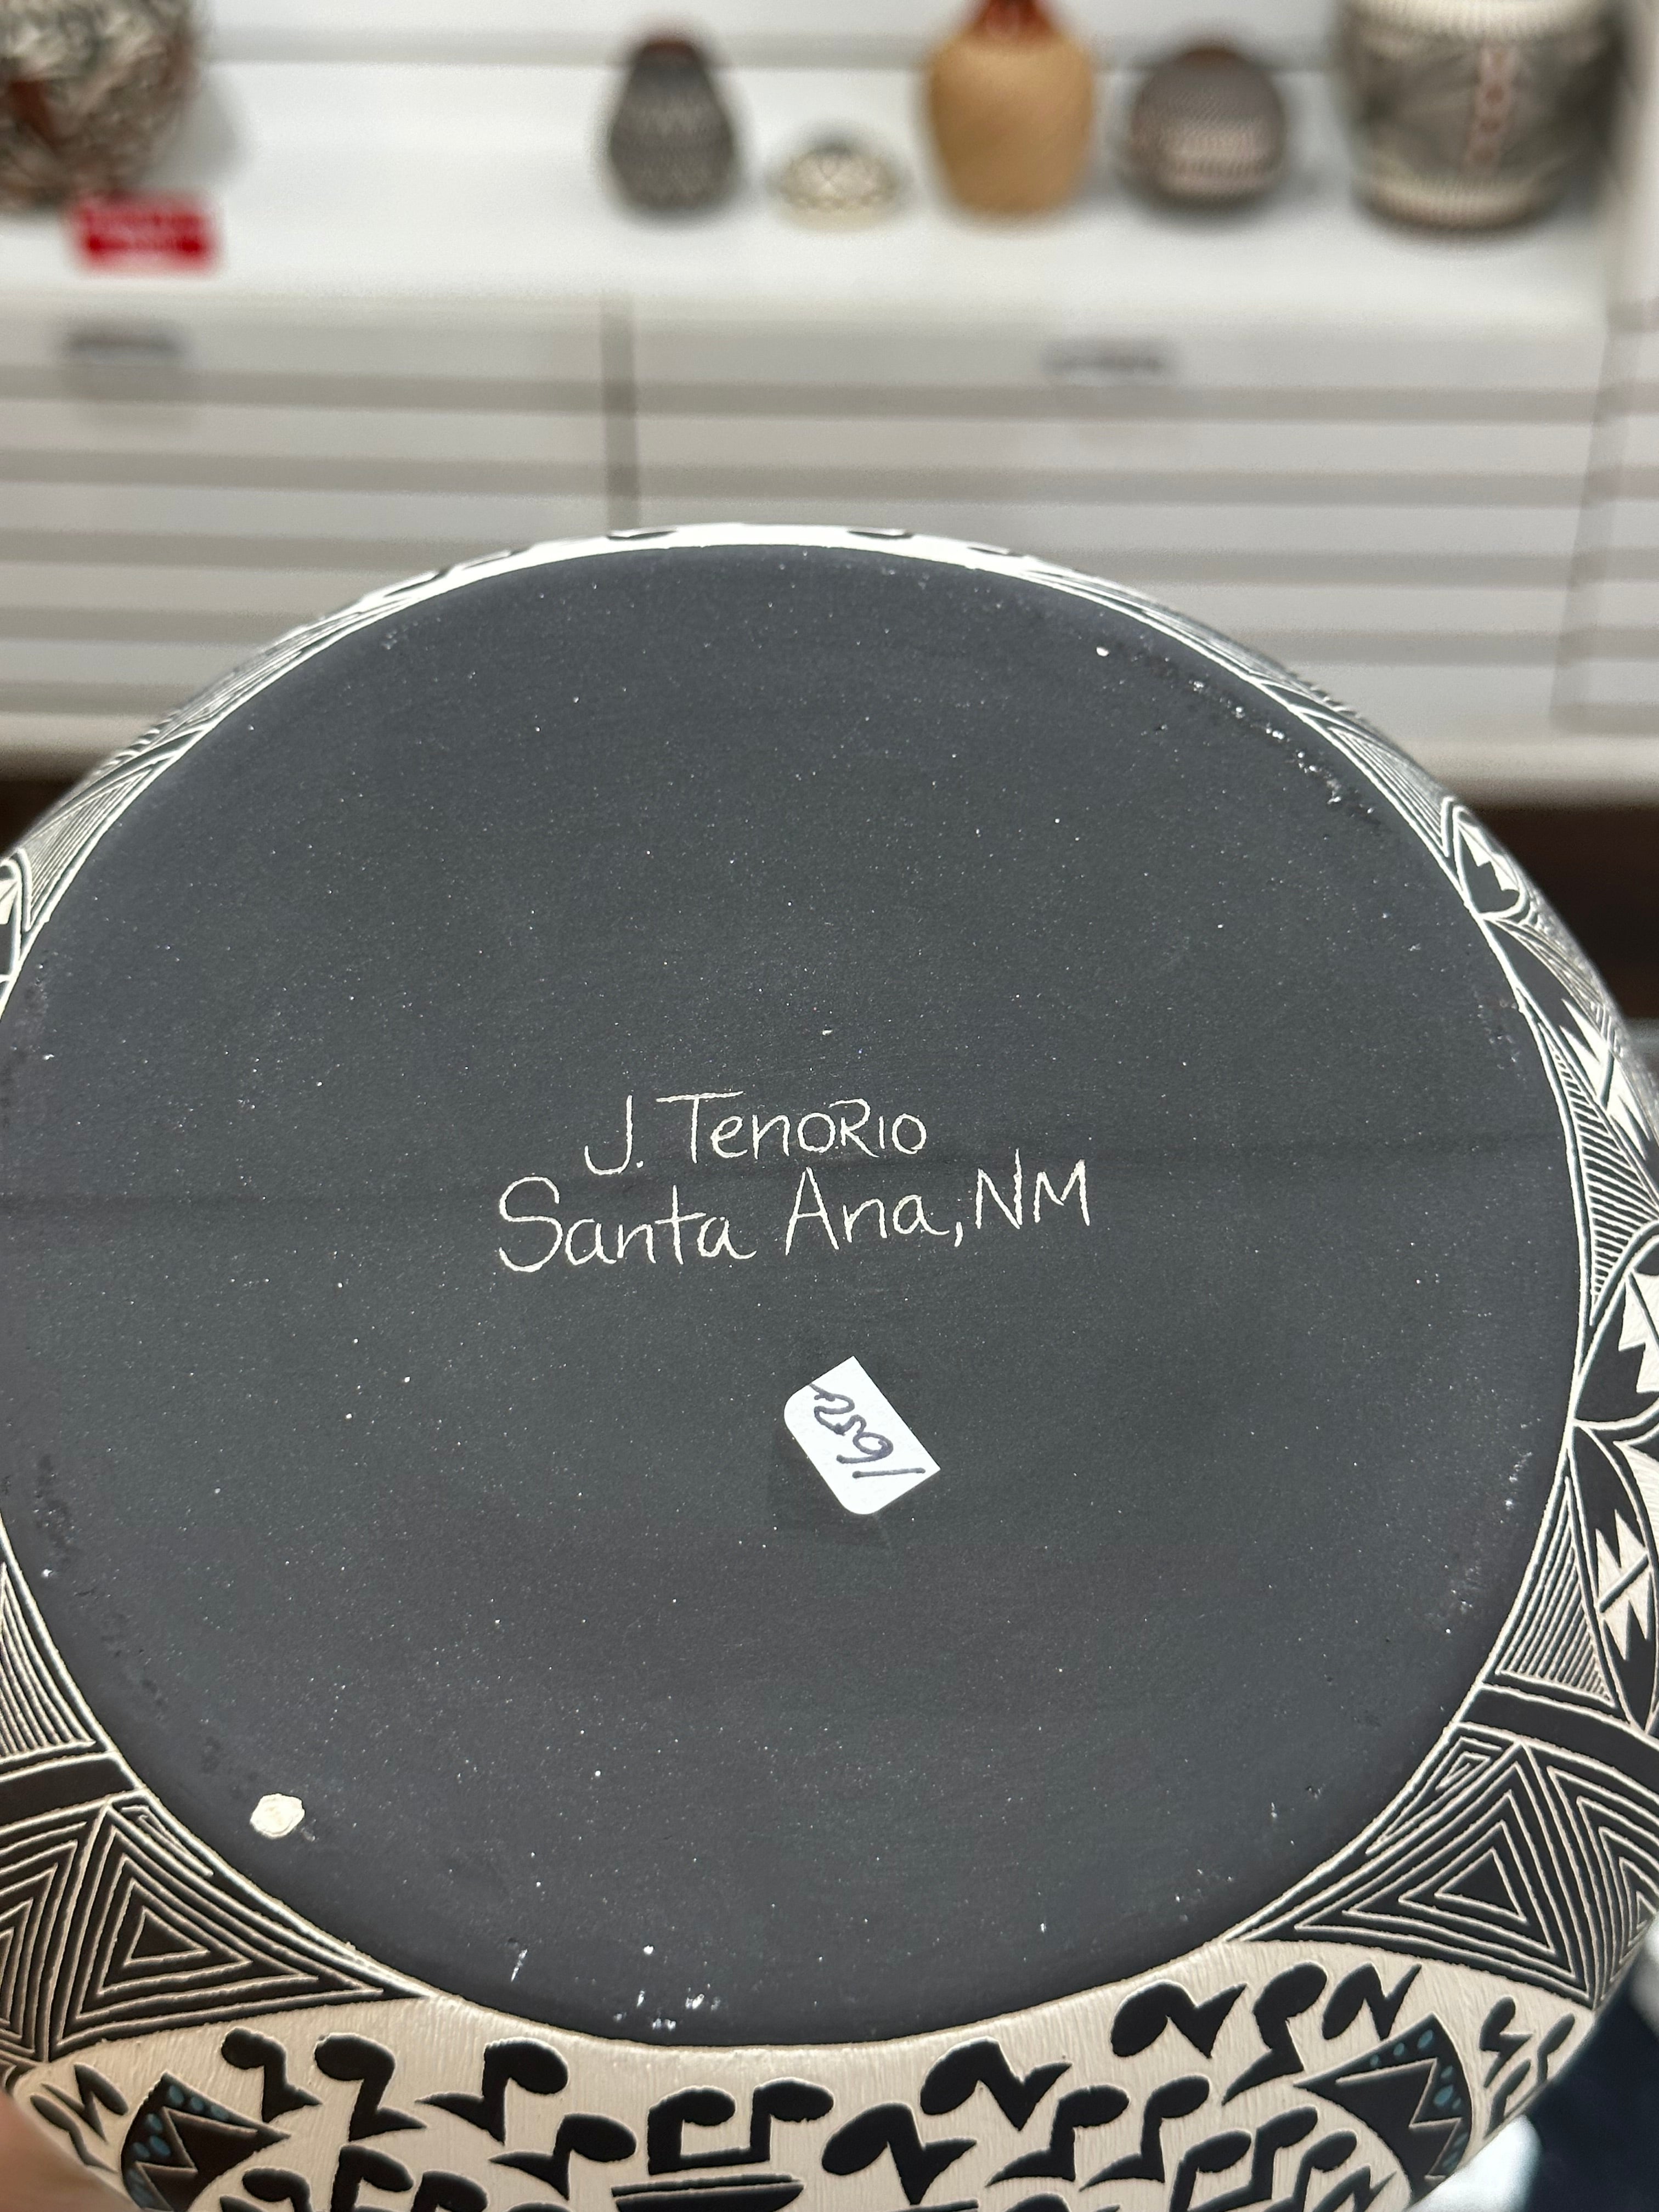 J. TenoRio
Santa Ana, NM